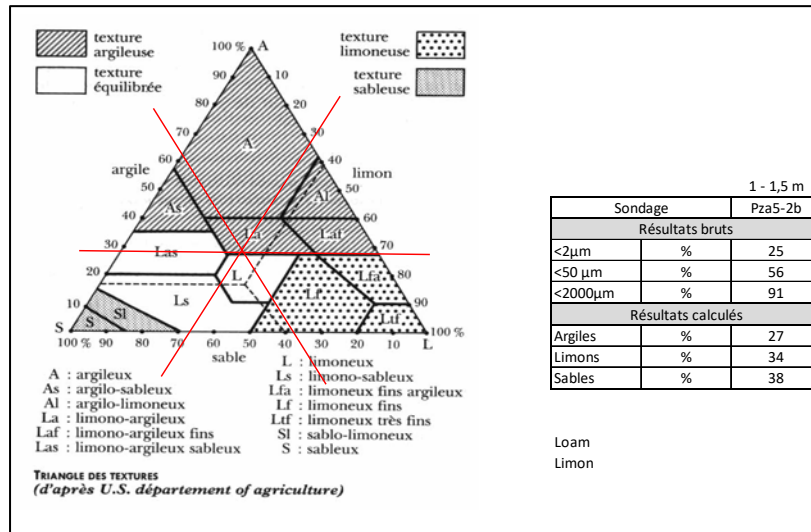 texture
argileuse
texture
équilibrée
texture
limoneuse
texture
sableuse
100 % A
90 10
80 20
70 30
60 40
argile limon
50 50
40 60
30 70
20 80
10 90
S 100 % L
100 % 90 80 70 60 50 40 30 20 10
sable
A
As
Al
La
Laf
Las
L
Lfa
Ls
Lf
Ltf
Sl
S
A : argileux
As : argilo-sableux
Al : argilo-limoneux
La : limono-argileux
Laf : limono-argileux fins
Las : limono-argileux sableux
L : limoneux
Ls : limono-sableux
Lfa : limoneux fins argileux
Lf : limoneux fins
Ltf : limoneux très fins
Sl : sablo-limoneux
S : sableux
TRIANGLE DES TEXTURES
(d'après U.S. département of agriculture)
1 - 1,5 m
Sondage Pza5-2b
Résultats bruts
<2µm % 25
<50 µm % 56
<2000µm % 91
Résultats calculés
Argiles % 27
Limons % 34
Sables % 38
Loam
Limon